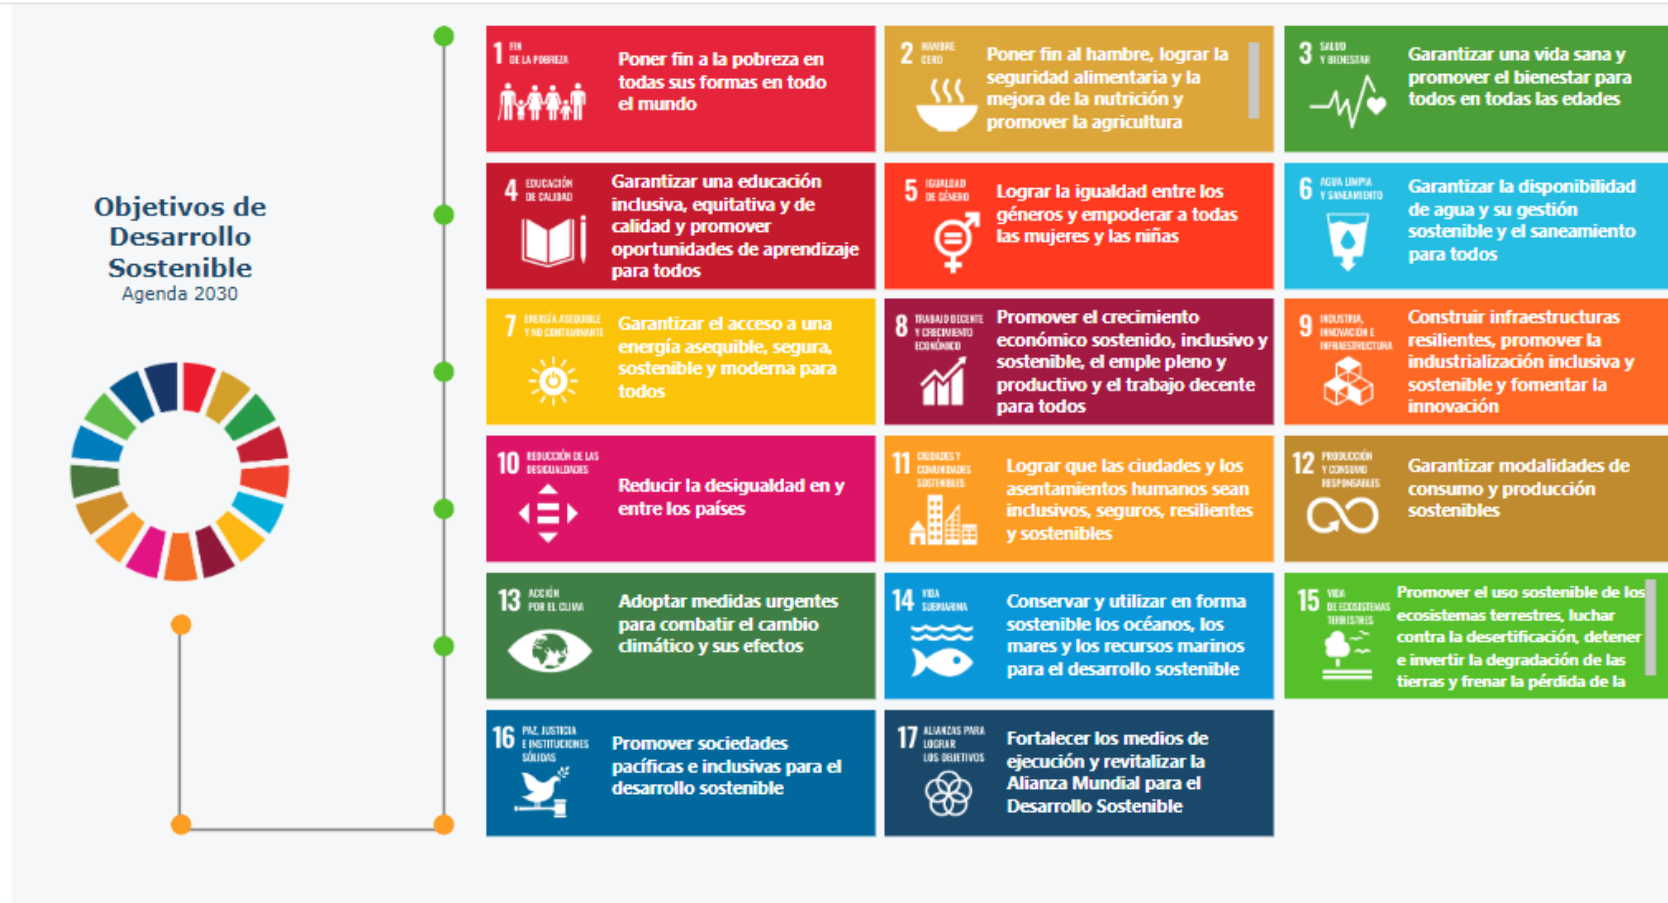 Objetivos de
Desarrollo
Sostenible
Agenda 2030
1 FIN
DE LA POBREZA
Poner fin a la pobreza en
todas sus formas en todo
el mundo
2 HAMBRE
CERO
Poner fin al hambre, lograr la
seguridad alimentaria y la
mejora de la nutrición y
promover la agricultura
3 SALUD
Y BIENESTAR
Garantizar una vida sana y
promover el bienestar para
todos en todas las edades
4 EDUCACIÓN
DE CALIDAD
Garantizar una educación
inclusiva, equitativa y de
calidad y promover
oportunidades de aprendizaje
para todos
5 IGUALDAD
DE GÉNERO
Lograr la igualdad entre los
géneros y empoderar a todas
las mujeres y las niñas
6 AGUA LIMPIA
Y SANEAMIENTO
Garantizar la disponibilidad
de agua y su gestión
sostenible y el saneamiento
para todos
7 ENERGÍA ASEQUIBLE
Y NO CONTAMINANTE
Garantizar el acceso a una
energía asequible, segura,
sostenible y moderna para
todos
8 TRABAJO DECENTE
Y CRECIMIENTO
ECONÓMICO
Promover el crecimiento
económico sostenido, inclusivo y
sostenible, el emple pleno y
productivo y el trabajo decente
para todos
9 INDUSTRIA,
INNOVACIÓN E
INFRAESTRUCTURA
Construir infraestructuras
resilientes, promover la
industrialización inclusiva y
sostenible y fomentar la
innovación
10 REDUCCIÓN DE LAS
DESIGUALDADES
Reducir la desigualdad en y
entre los países
11 CIUDADES Y
COMUNIDADES
SOSTENIBLES
Lograr que las ciudades y los
asentamientos humanos sean
inclusivos, seguros, resilientes
y sostenibles
12 PRODUCCIÓN
Y CONSUMO
RESPONSABLES
Garantizar modalidades de
consumo y producción
sostenibles
13 ACCIÓN
POR EL CLIMA
Adoptar medidas urgentes
para combatir el cambio
climático y sus efectos
14 VIDA
SUBMARINA
Conservar y utilizar en forma
sostenible los océanos, los
mares y los recursos marinos
para el desarrollo sostenible
15 VIDA
DE ECOSISTEMAS
TERRESTRES
Promover el uso sostenible de los
ecosistemas terrestres, luchar
contra la desertificación, detener
e invertir la degradación de las
tierras y frenar la pérdida de la
16 PAZ, JUSTICIA
E INSTITUCIONES
SÓLIDAS
Promover sociedades
pacíficas e inclusivas para el
desarrollo sostenible
17 ALIANZAS PARA
LOGRAR
LOS OBJETIVOS
Fortalecer los medios de
ejecución y revitalizar la
Alianza Mundial para el
Desarrollo Sostenible